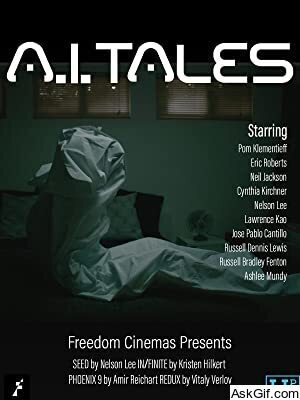 A.I. TALES
Starring
Pom Klementieff
Eric Roberts
Neil Jackson
Cynthia Kirchner
Nelson Lee
Lawrence Kao
Jose Pablo Cantillo
Russell Dennis Lewis
Russell Bradley Fenton
Ashlee Mundy
Freedom Cinemas Presents
SEED by Nelson Lee IN/FINITE by Kristen Hilkert
PHOENIX 9 by Amir Reichart REDUX by Vitaly Verlov
AskGif.com